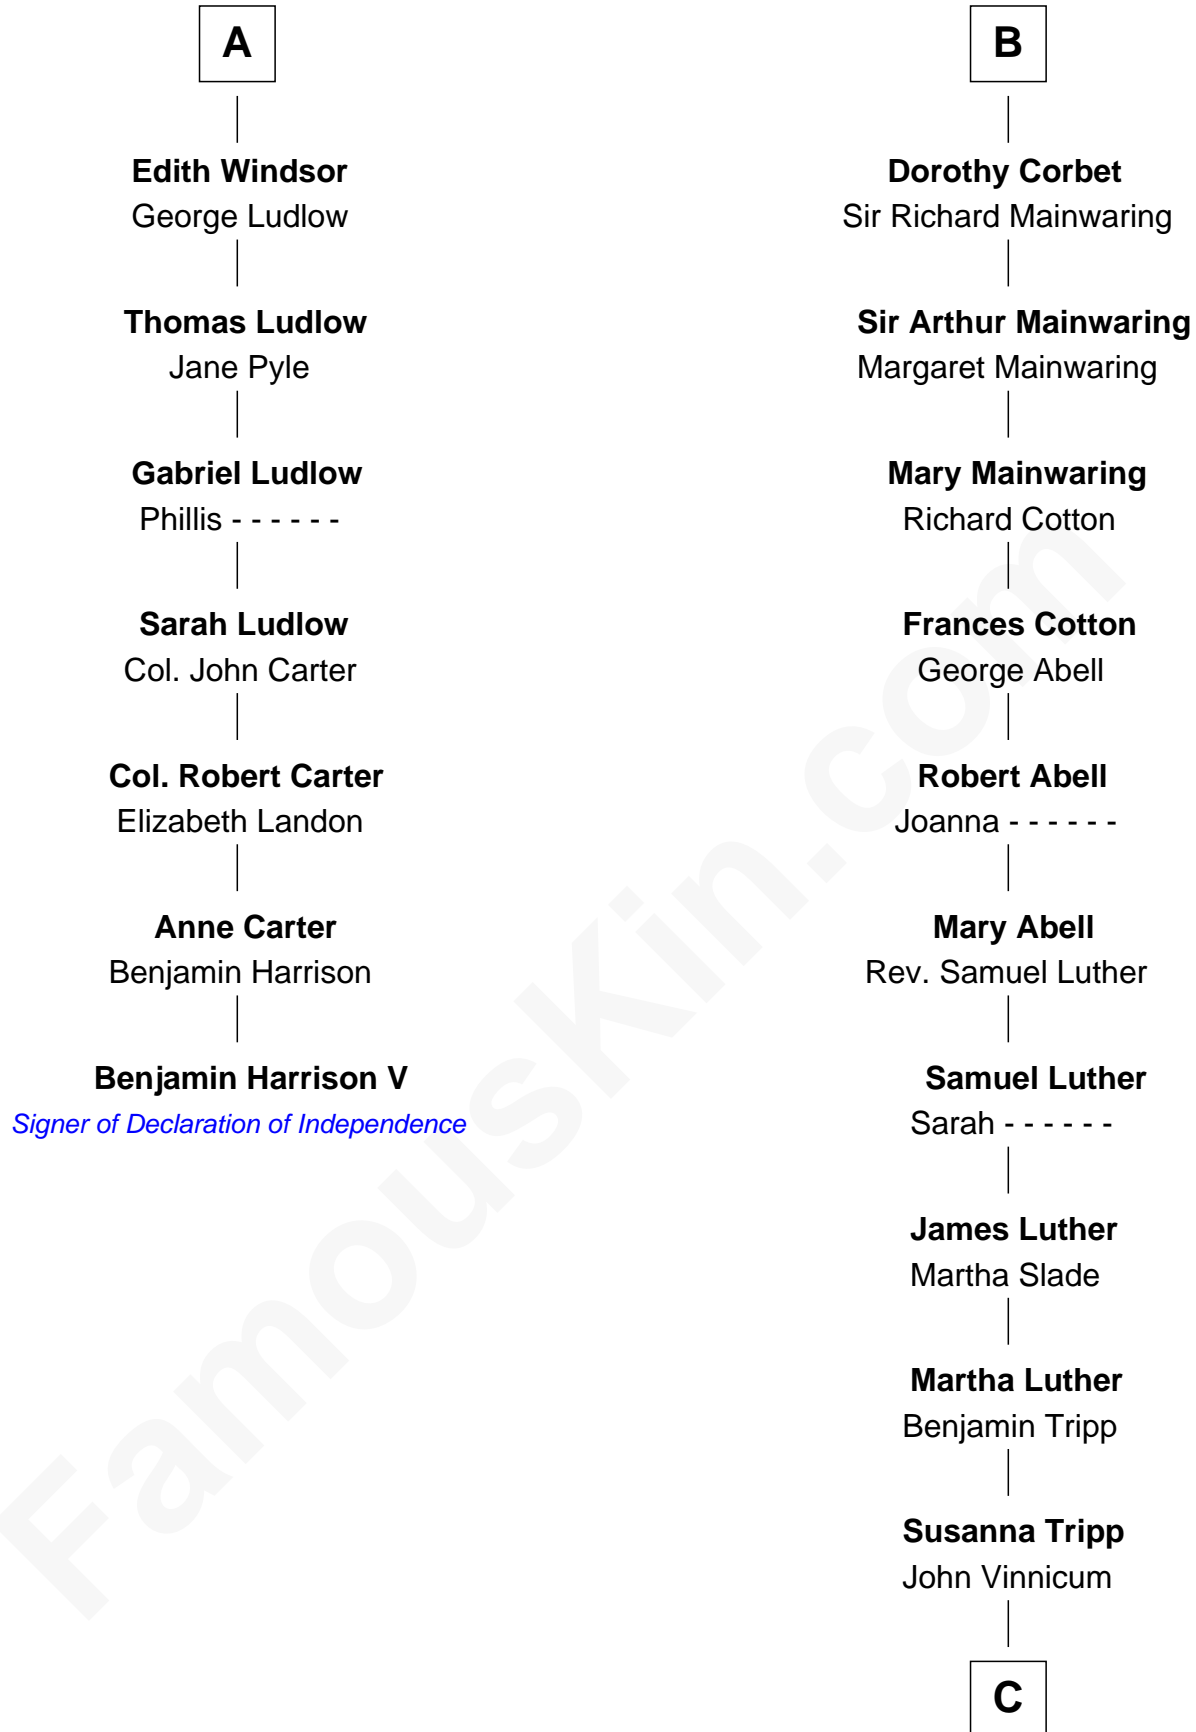 A
Edith Windsor
George Ludlow
Thomas Ludlow
Jane Pyle
Gabriel Ludlow
Phillis - - - - - -
Sarah Ludlow
Col. John Carter
Col. Robert Carter
Elizabeth Landon
Anne Carter
Benjamin Harrison
Benjamin Harrison V
Signer of Declaration of Independence
B
Dorothy Corbet
Sir Richard Mainwaring
Sir Arthur Mainwaring
Margaret Mainwaring
Mary Mainwaring
Richard Cotton
Frances Cotton
George Abell
Robert Abell
Joanna - - - - - -
Mary Abell
Rev. Samuel Luther
Samuel Luther
Sarah - - - - - -
James Luther
Martha Slade
Martha Luther
Benjamin Tripp
Susanna Tripp
John Vinnicum
C
FamousKin.com